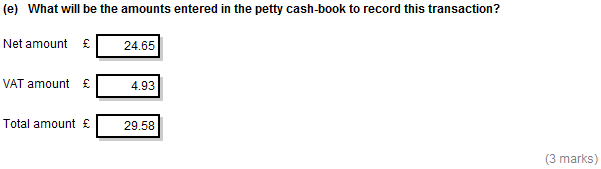 (e) What will be the amounts entered in the petty cash-book to record this transaction?
Net amount £ 24.65
VAT amount £ 4.93
Total amount £ 29.58
(3 marks)